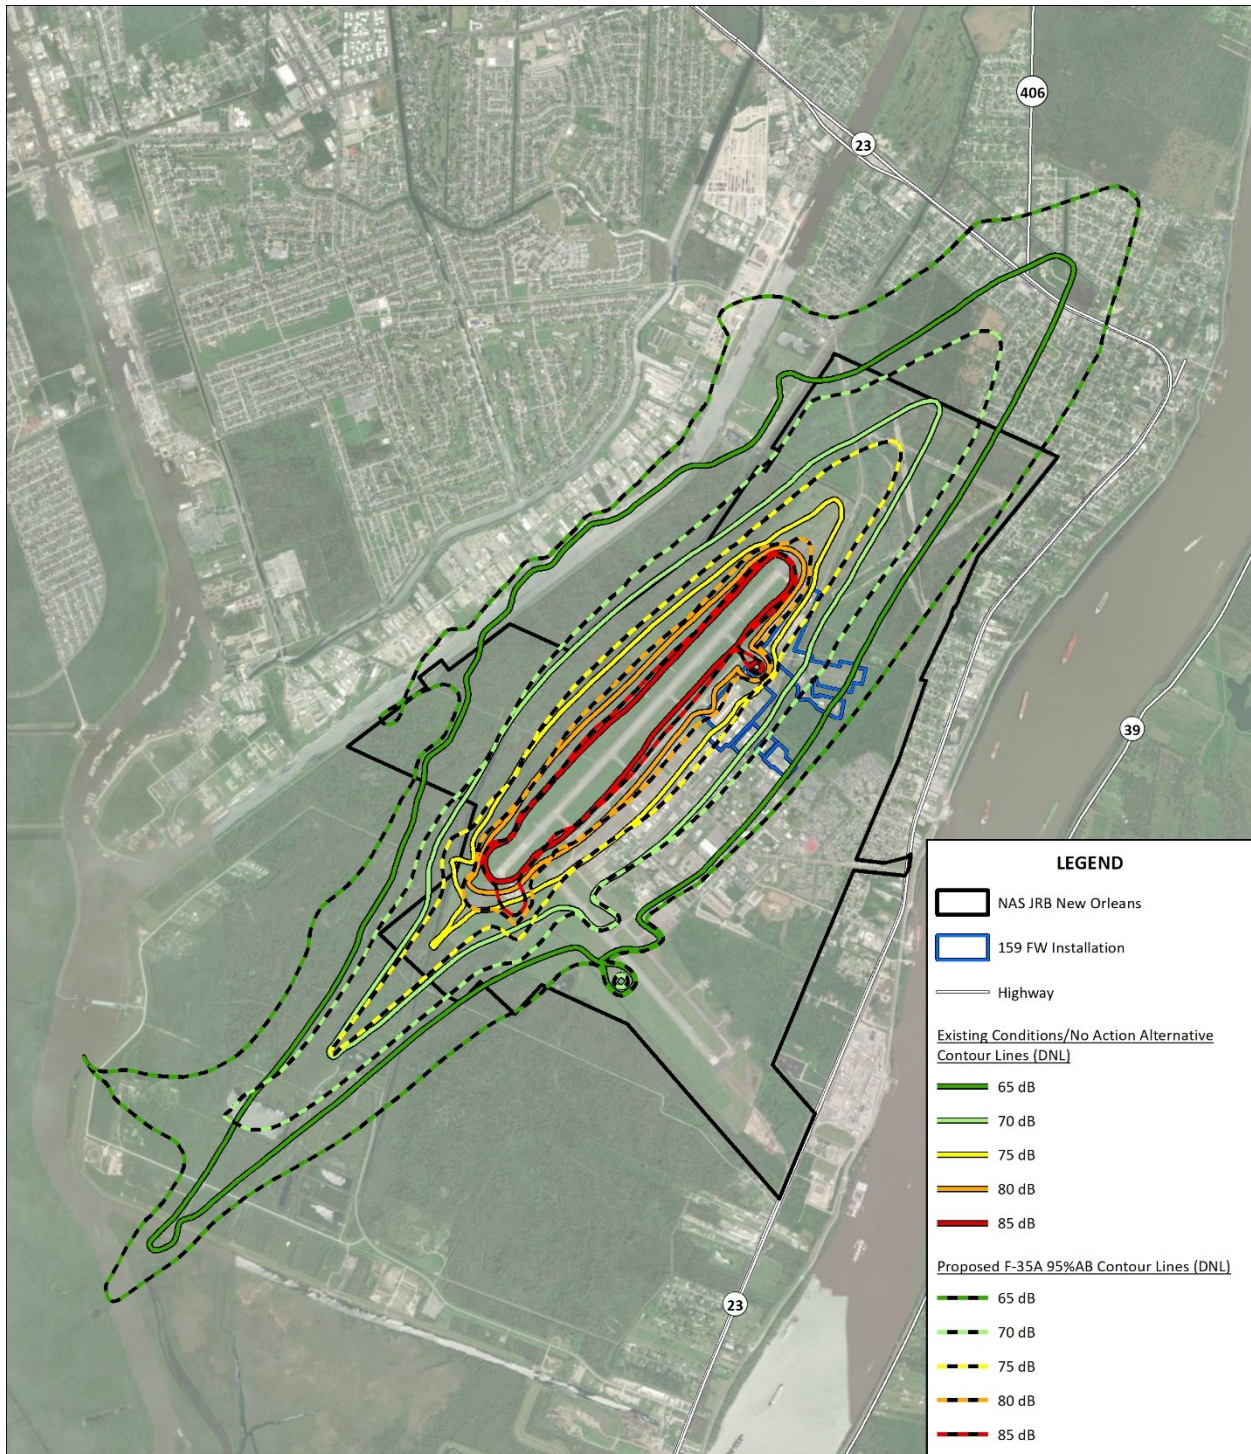 406
23
39
23
LEGEND
NAS JRB New Orleans
159 FW Installation
Highway
Existing Conditions/No Action Alternative
Contour Lines (DNL)
65 dB
70 dB
75 dB
80 dB
85 dB
Proposed F-35A 95%AB Contour Lines (DNL)
65 dB
70 dB
75 dB
80 dB
85 dB